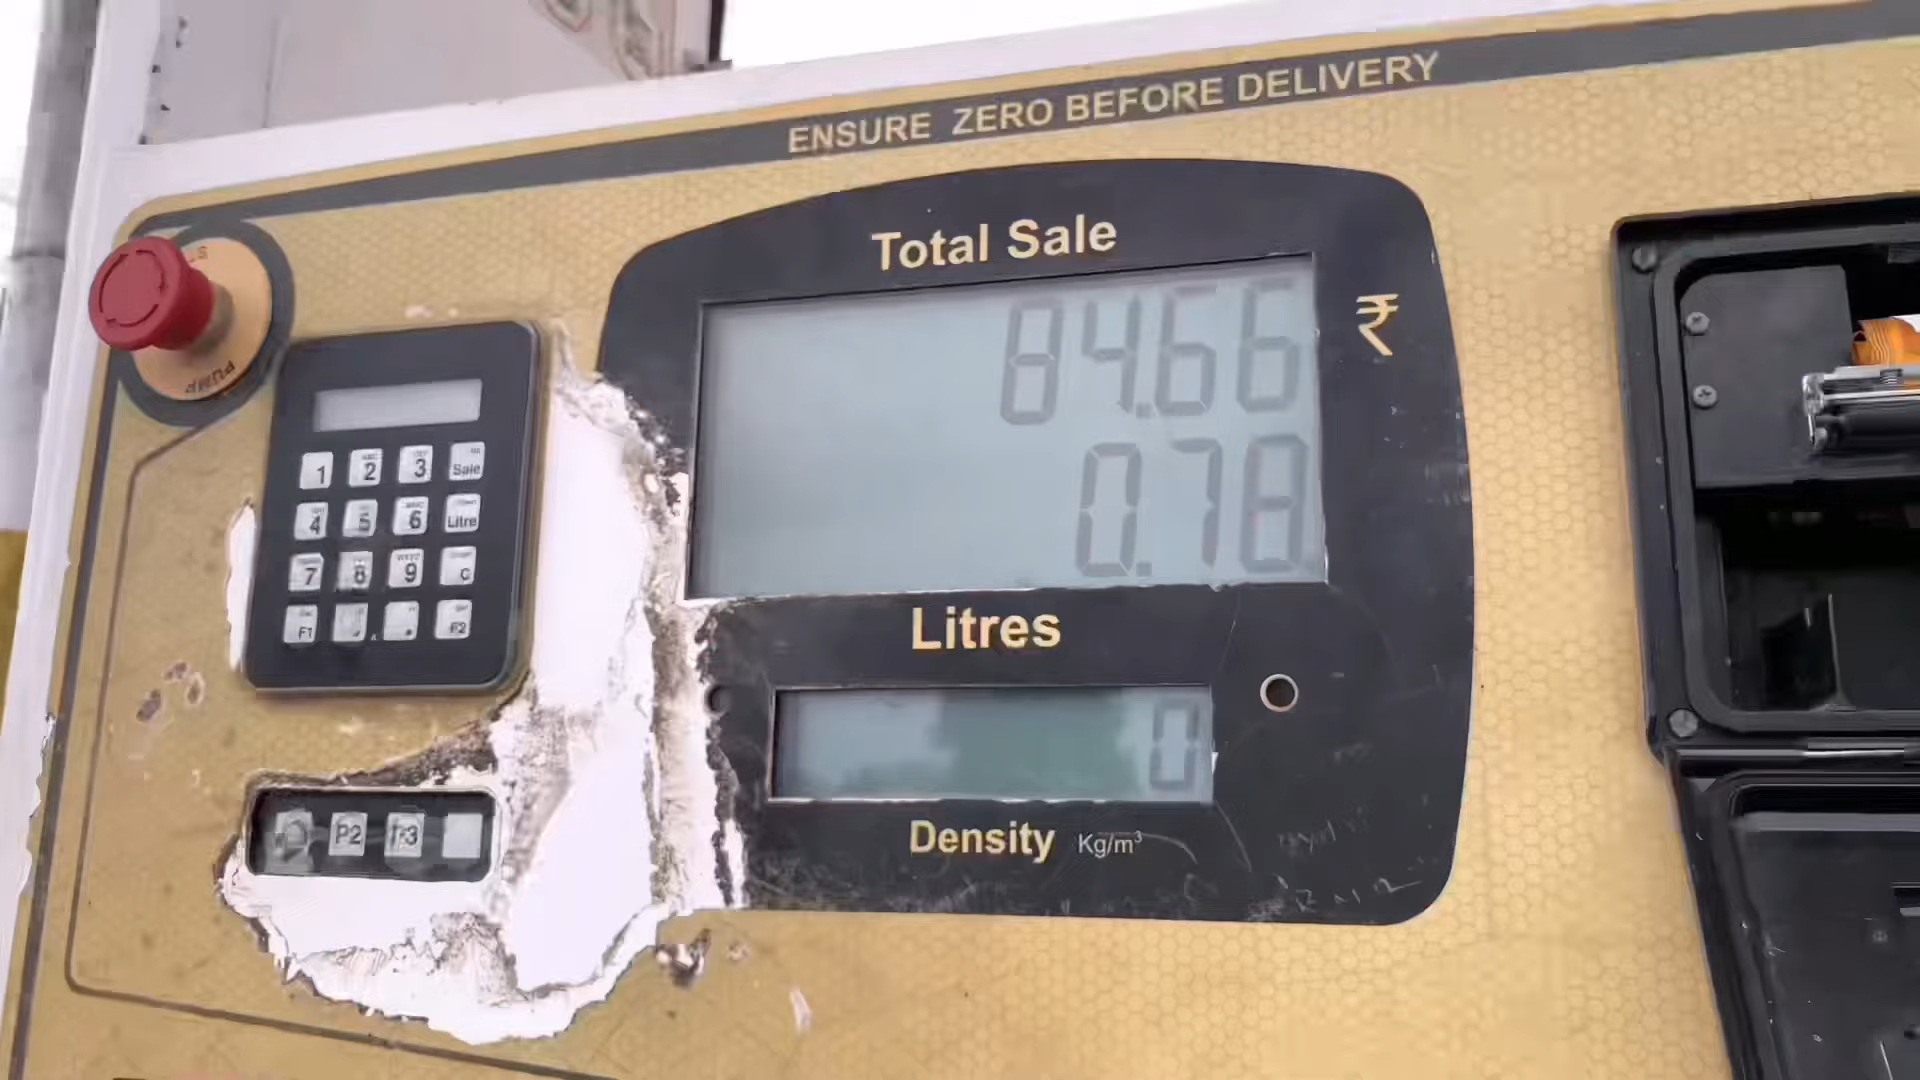 ENSURE ZERO BEFORE DELIVERY
Total Sale
₹
84.66
0.78
Litres
0
Density Kg/m³
PUMP
1 2 3 Sale
4 5 6 Litre
7 8 9 C
F1 . F2
P2